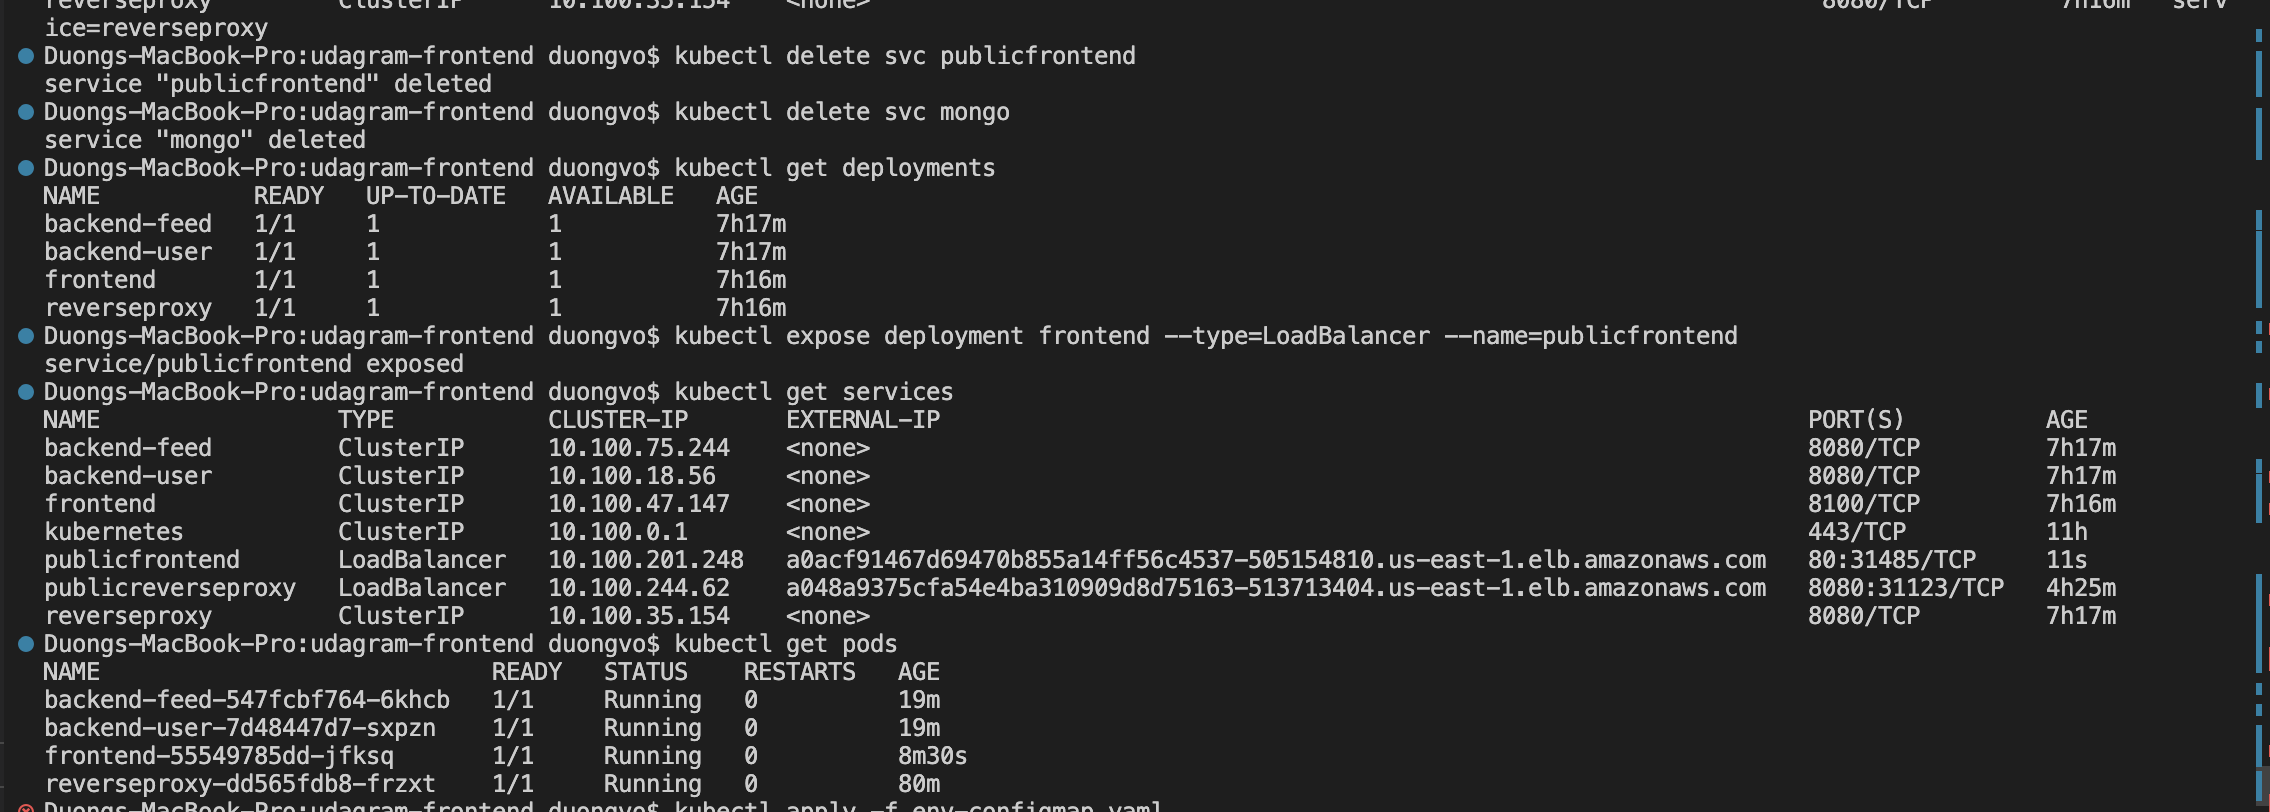 reverseproxy ClusterIP 10.100.35.154 <none> 8080/TCP 7h16m serv
ice=reverseproxy
Duongs-MacBook-Pro:udagram-frontend duongvo$ kubectl delete svc publicfrontend
service "publicfrontend" deleted
Duongs-MacBook-Pro:udagram-frontend duongvo$ kubectl delete svc mongo
service "mongo" deleted
Duongs-MacBook-Pro:udagram-frontend duongvo$ kubectl get deployments
NAME READY UP-TO-DATE AVAILABLE AGE
backend-feed 1/1 1 1 7h17m
backend-user 1/1 1 1 7h17m
frontend 1/1 1 1 7h16m
reverseproxy 1/1 1 1 7h16m
Duongs-MacBook-Pro:udagram-frontend duongvo$ kubectl expose deployment frontend --type=LoadBalancer --name=publicfrontend
service/publicfrontend exposed
Duongs-MacBook-Pro:udagram-frontend duongvo$ kubectl get services
NAME TYPE CLUSTER-IP EXTERNAL-IP PORT(S) AGE
backend-feed ClusterIP 10.100.75.244 <none> 8080/TCP 7h17m
backend-user ClusterIP 10.100.18.56 <none> 8080/TCP 7h17m
frontend ClusterIP 10.100.47.147 <none> 8100/TCP 7h16m
kubernetes ClusterIP 10.100.0.1 <none> 443/TCP 11h
publicfrontend LoadBalancer 10.100.201.248 a0acf91467d69470b855a14ff56c4537-505154810.us-east-1.elb.amazonaws.com 80:31485/TCP 11s
publicreverseproxy LoadBalancer 10.100.244.62 a048a9375cfa54e4ba310909d8d75163-513713404.us-east-1.elb.amazonaws.com 8080:31123/TCP 4h25m
reverseproxy ClusterIP 10.100.35.154 <none> 8080/TCP 7h17m
Duongs-MacBook-Pro:udagram-frontend duongvo$ kubectl get pods
NAME READY STATUS RESTARTS AGE
backend-feed-547fcbf764-6khcb 1/1 Running 0 19m
backend-user-7d48447d7-sxpzn 1/1 Running 0 19m
frontend-55549785dd-jfksq 1/1 Running 0 8m30s
reverseproxy-dd565fdb8-frzxt 1/1 Running 0 80m
Duongs-MacBook-Pro:udagram-frontend duongvo$ kubectl apply -f env-configmap.yaml